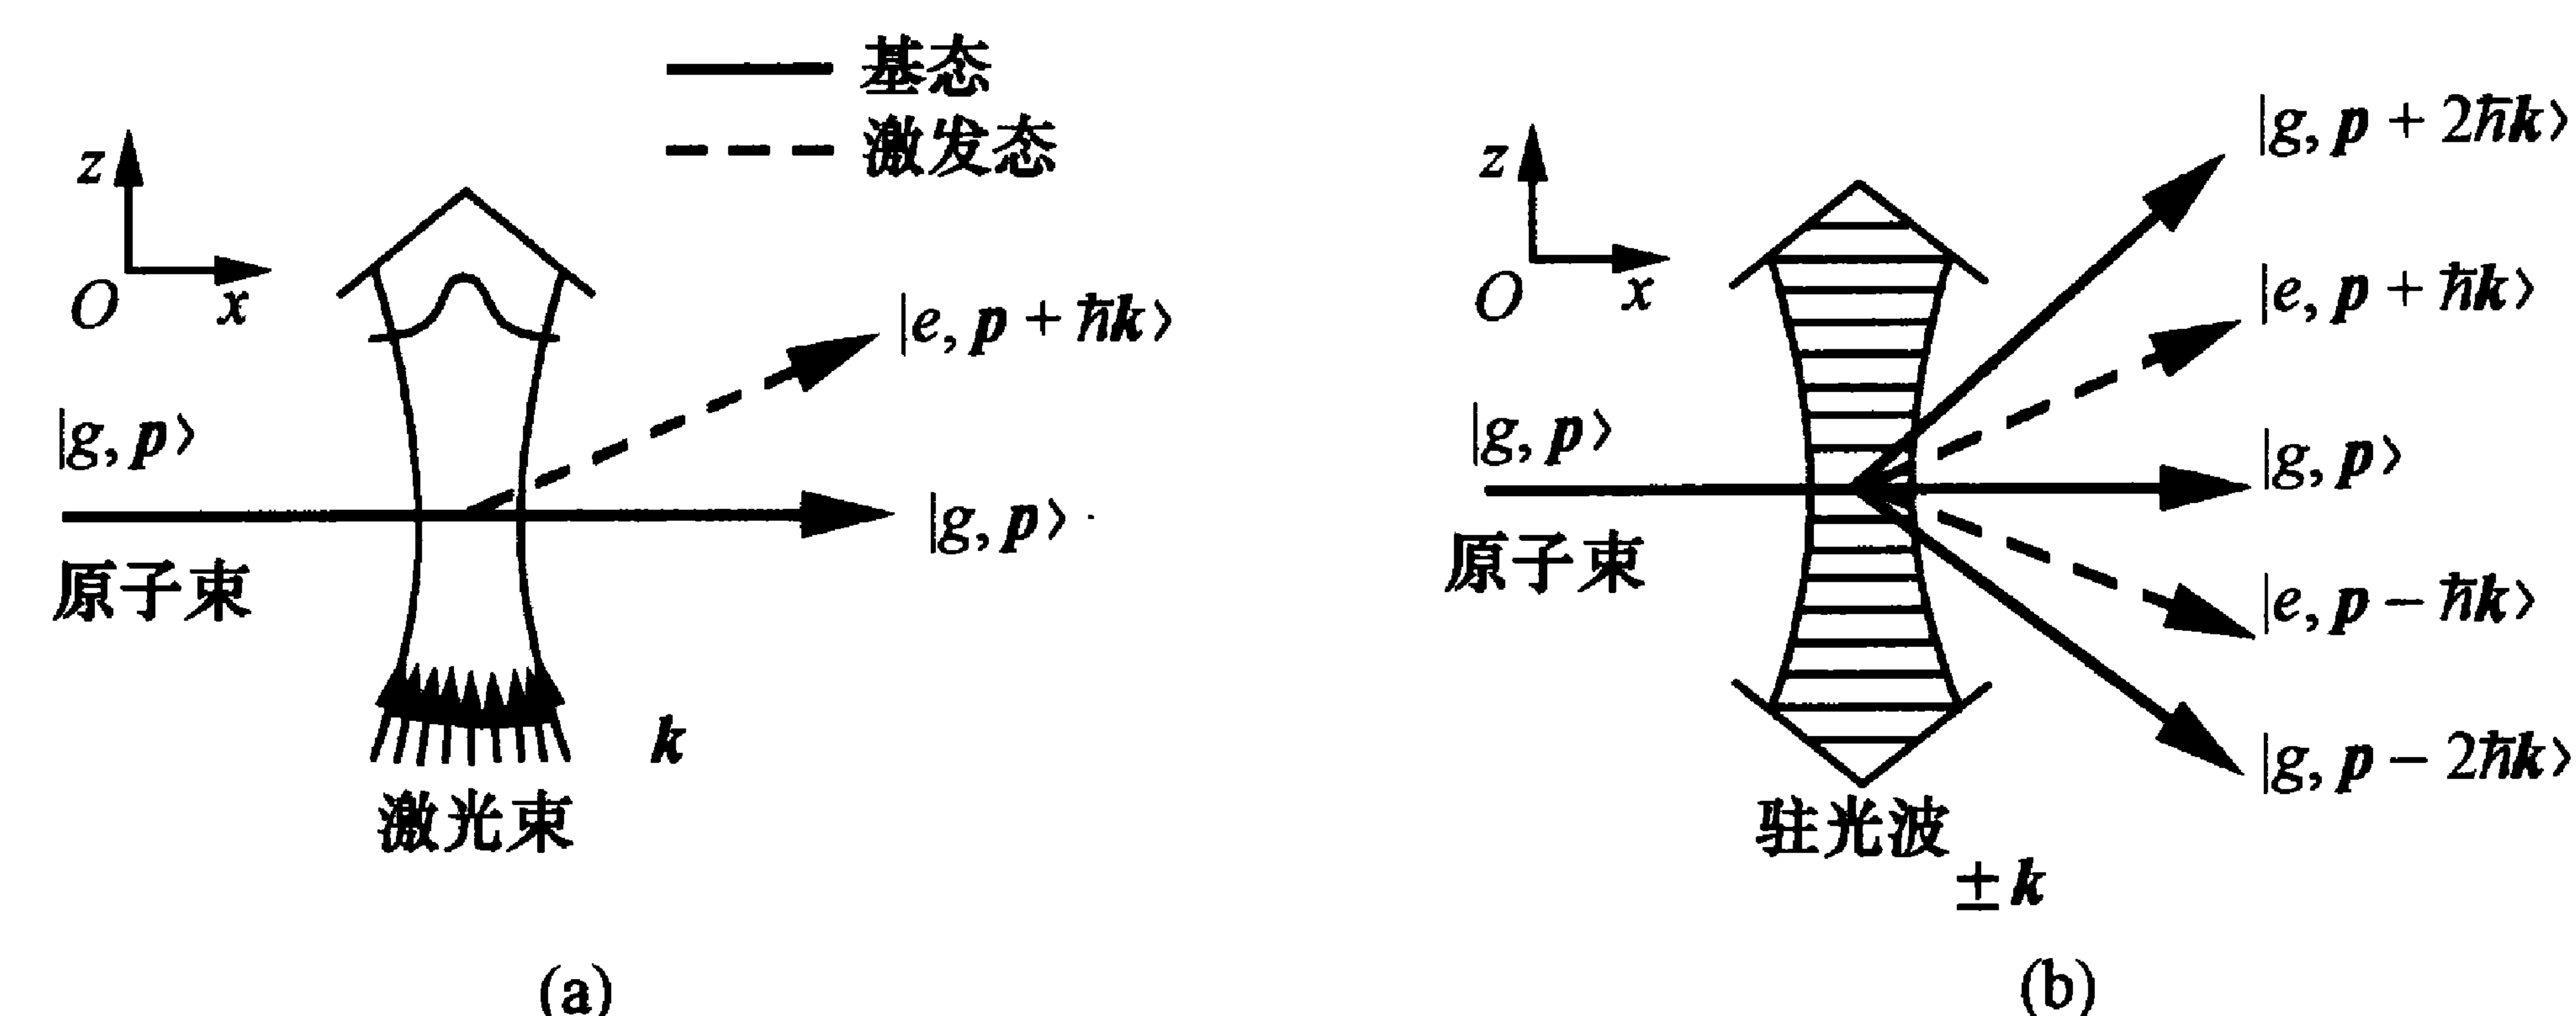 基态
激发态
z
O
x
|g, p⟩
原子束
|e, p + ℏk⟩
|g, p⟩
k
激光束
(a)
z
O
x
|g, p⟩
原子束
|g, p + 2ℏk⟩
|e, p + ℏk⟩
|g, p⟩
|e, p − ℏk⟩
|g, p − 2ℏk⟩
驻光波
±k
(b)